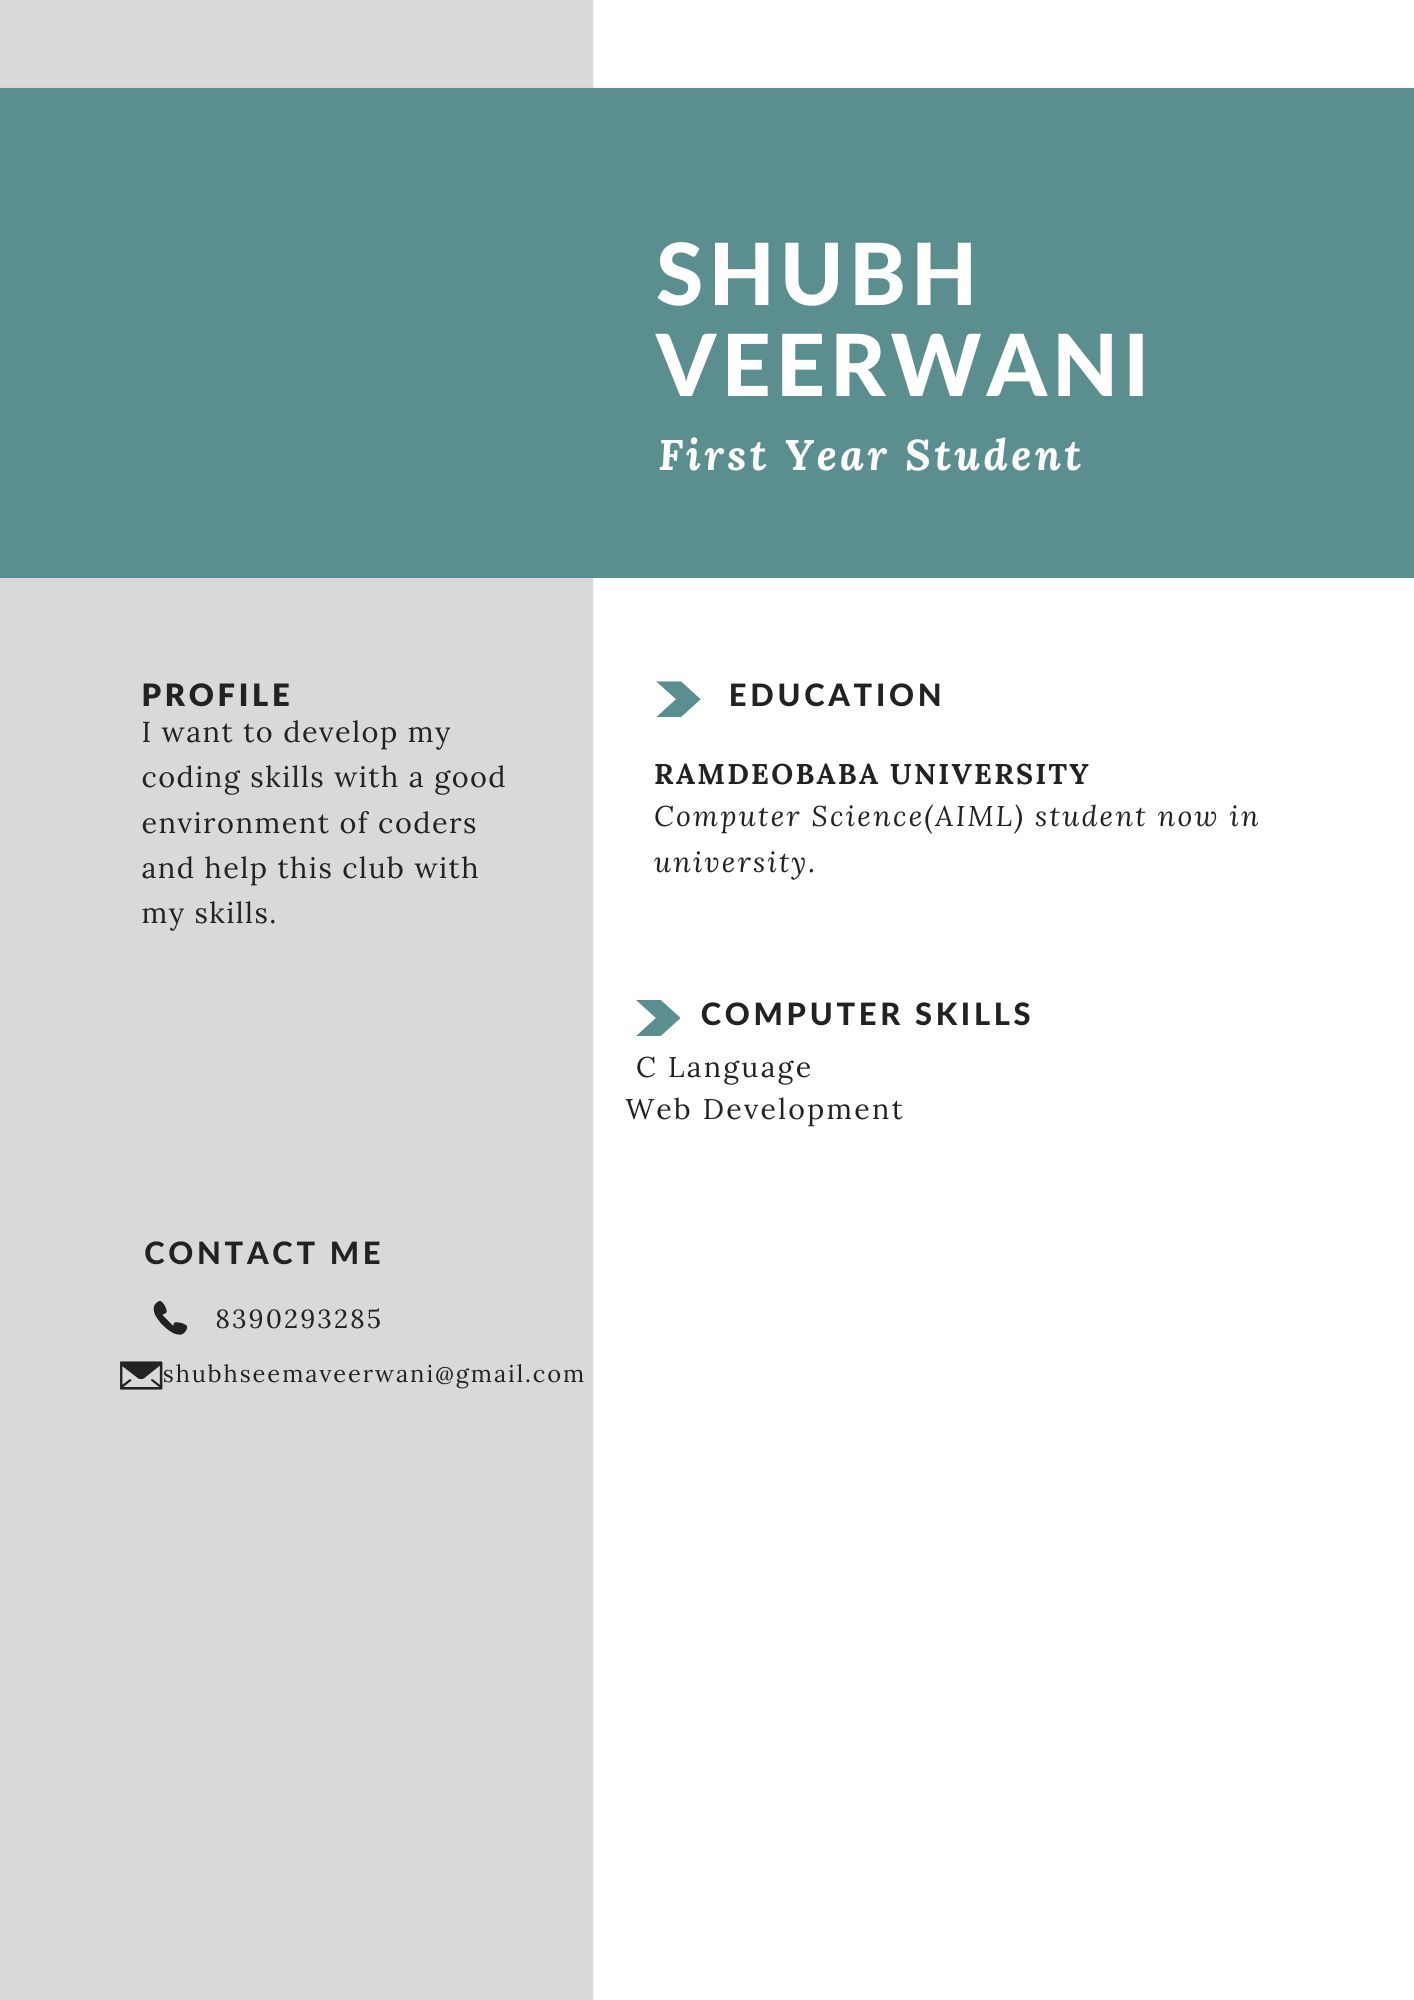 SHUBH
VEERWANI
First Year Student
PROFILE
I want to develop my
coding skills with a good
environment of coders
and help this club with
my skills.
CONTACT ME
8390293285
shubhseemaveerwani@gmail.com
EDUCATION
RAMDEOBABA UNIVERSITY
Computer Science(AIML) student now in
university.
COMPUTER SKILLS
C Language
Web Development